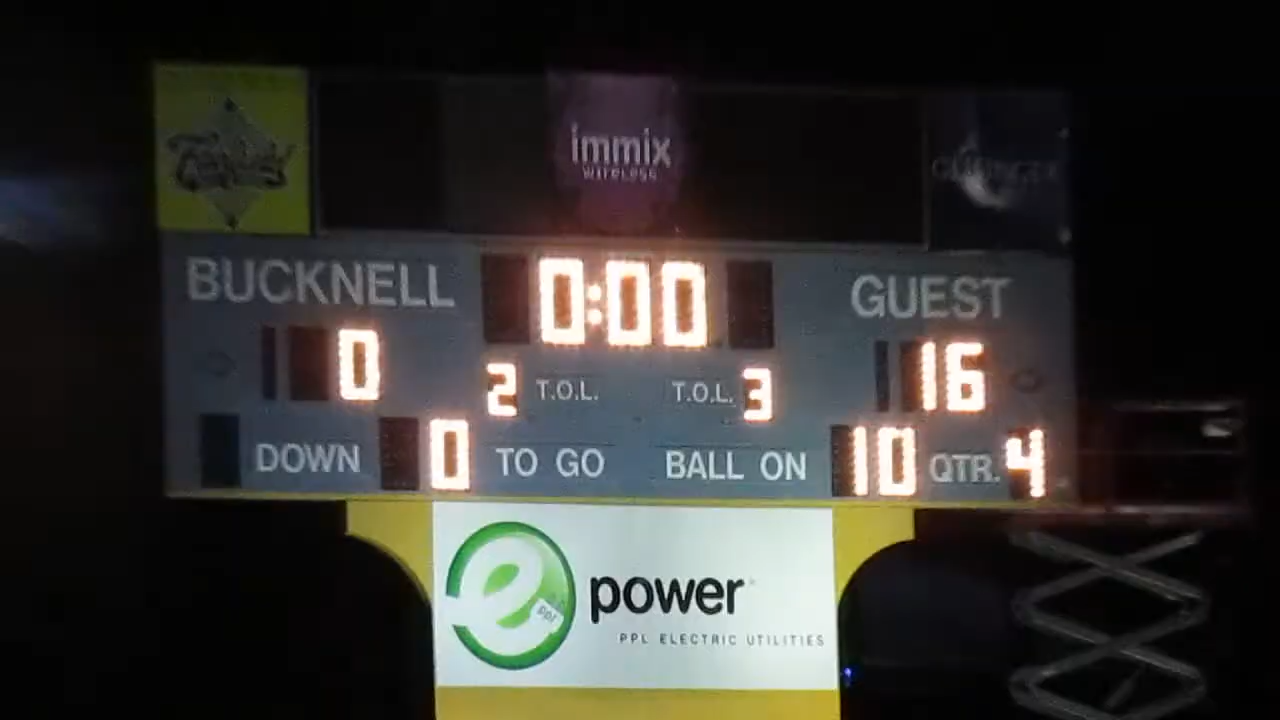 immix
wireless
BUCKNELL 0:00 GUEST
0 2 T.O.L. T.O.L. 3 16
DOWN 0 TO GO BALL ON 10 QTR. 4
e power
ppl
PPL ELECTRIC UTILITIES